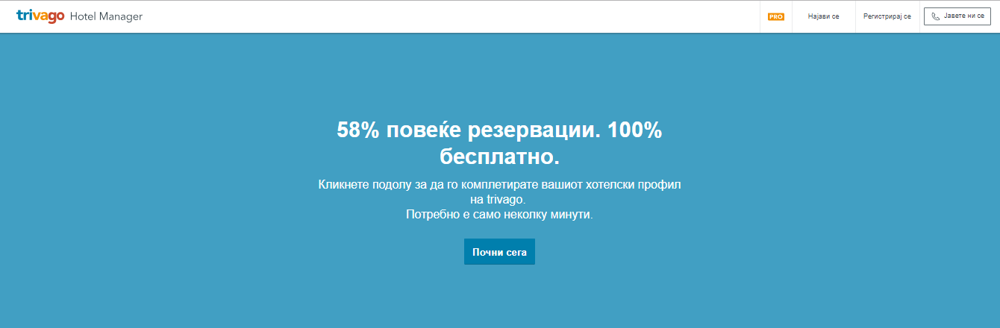 trivago Hotel Manager
PRO
Најави се
Регистрирај се
Јавете ни се
58% повеќе резервации. 100%
бесплатно.
Кликнете подолу за да го комплетирате вашиот хотелски профил
на trivago.
Потребно е само неколку минути.
Почни сега